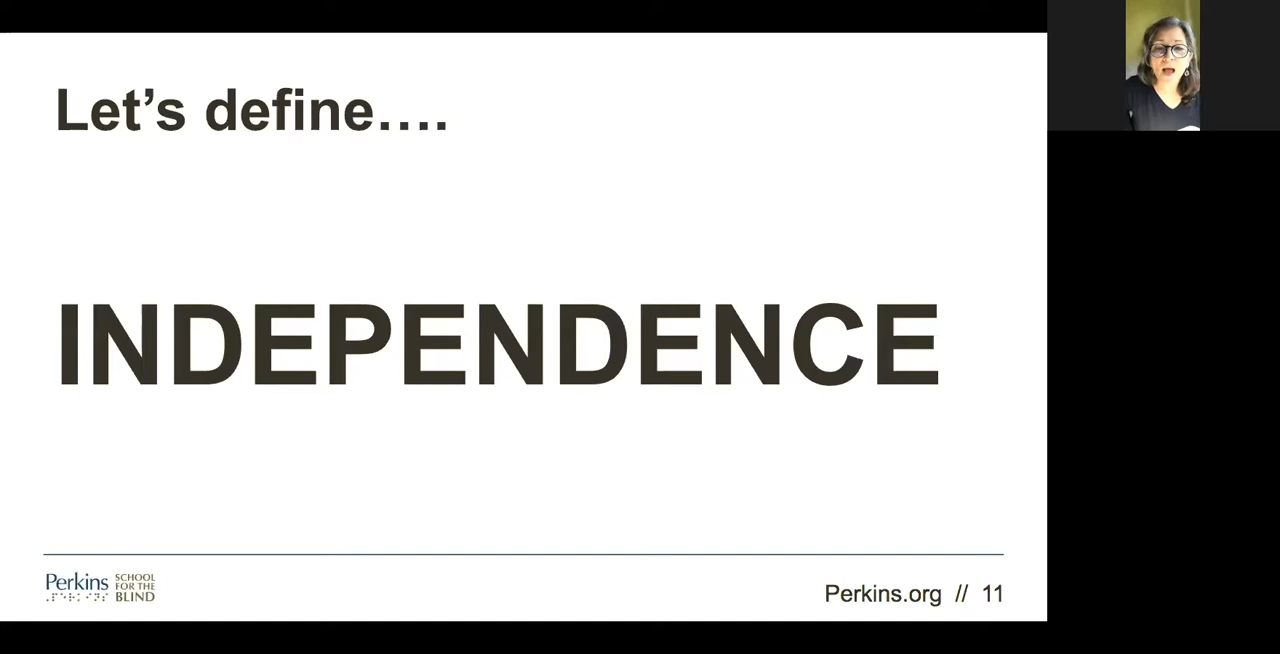 Let’s define….
INDEPENDENCE
Perkins SCHOOL
FOR THE
BLIND
Perkins.org // 11